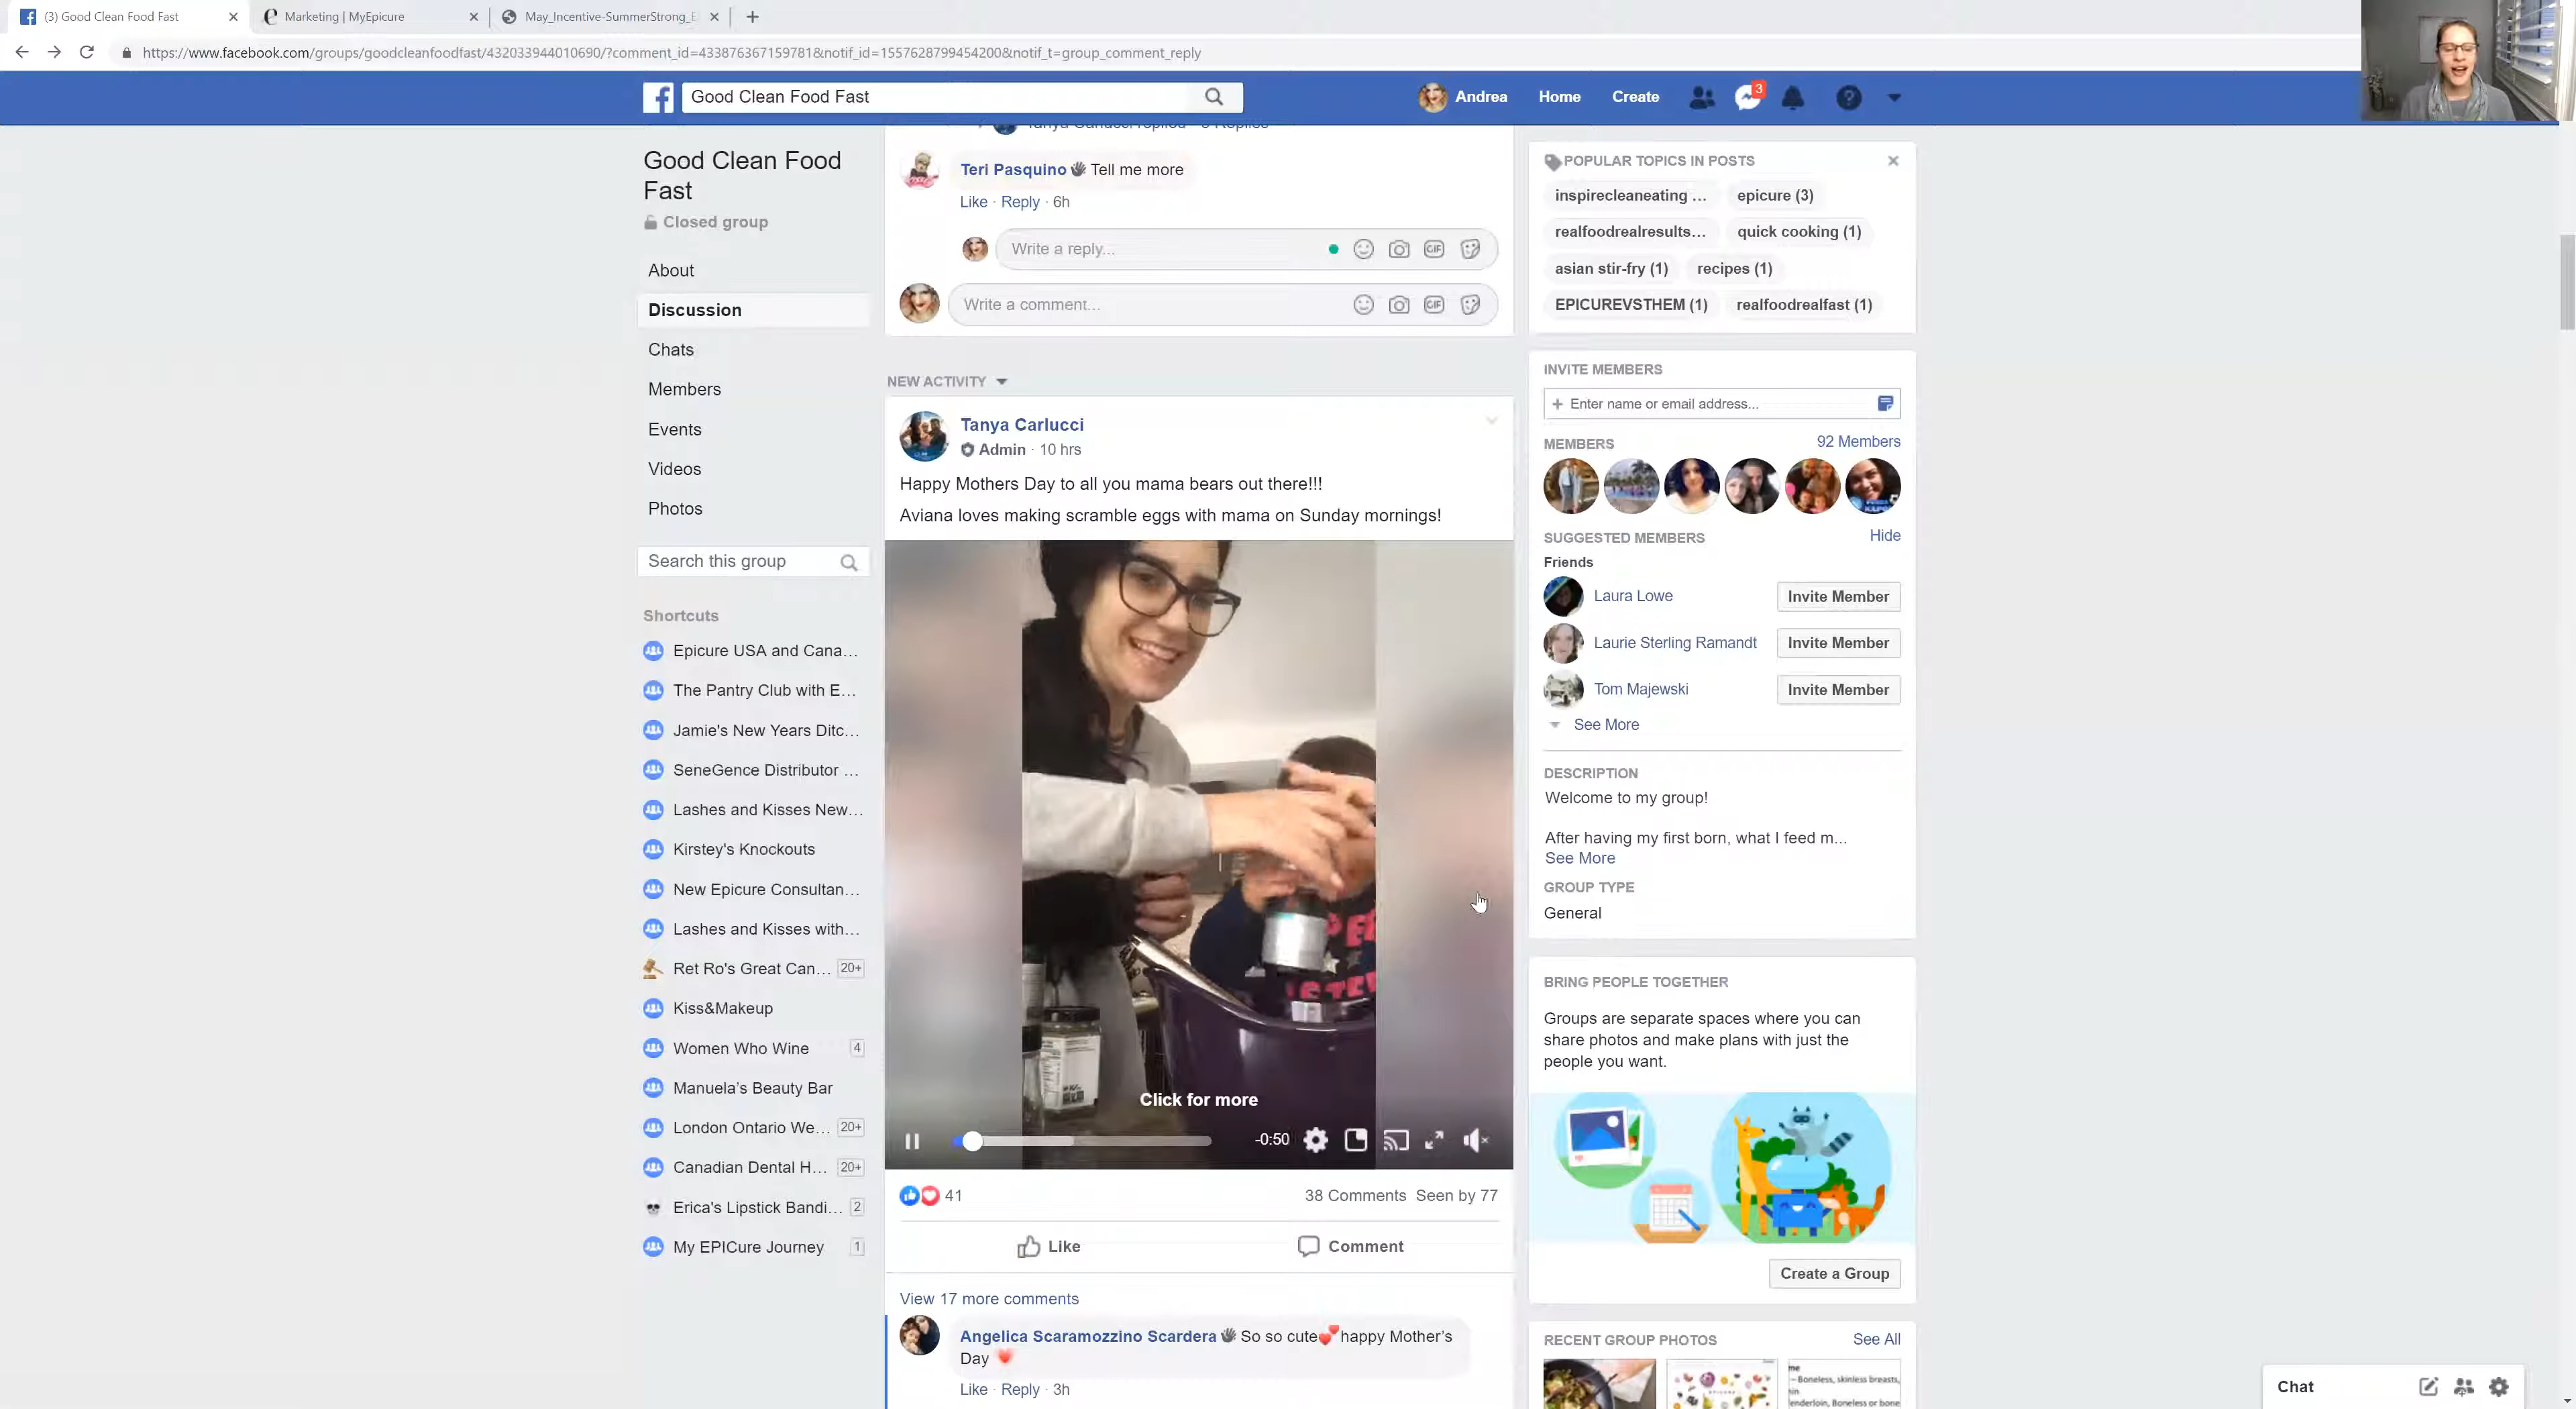 (3) Good Clean Food Fast
Marketing | MyEpicure
May_Incentive-SummerStrong_E
https://www.facebook.com/groups/goodcleanfoodfast/432033944010690/?comment_id=433876367159781&notif_id=1557628799454200&notif_t=group_comment_reply
Good Clean Food Fast
Andrea
Home
Create
3
Good Clean Food
Fast
Closed group
About
Discussion
Chats
Members
Events
Videos
Photos
Search this group
Shortcuts
Epicure USA and Cana...
The Pantry Club with E...
Jamie's New Years Ditc...
SeneGence Distributor ...
Lashes and Kisses New...
Kirstey's Knockouts
New Epicure Consultan...
Lashes and Kisses with...
Ret Ro's Great Can... 20+
Kiss&Makeup
Women Who Wine 4
Manuela's Beauty Bar
London Ontario We... 20+
Canadian Dental H... 20+
Erica's Lipstick Bandi... 2
My EPICure Journey 1
Tanya Carlucci replied · 3 Replies
Teri Pasquino Tell me more
Like · Reply · 6h
Write a reply...
GIF
Write a comment...
GIF
NEW ACTIVITY
Tanya Carlucci
Admin · 10 hrs
Happy Mothers Day to all you mama bears out there!!!
Aviana loves making scramble eggs with mama on Sunday mornings!
Click for more
-0:50
41
38 Comments Seen by 77
Like
Comment
View 17 more comments
Angelica Scaramozzino Scardera So so cute happy Mother's
Day
Like · Reply · 3h
POPULAR TOPICS IN POSTS
inspirecleaneating ...
epicure (3)
realfoodrealresults...
quick cooking (1)
asian stir-fry (1)
recipes (1)
EPICUREVSTHEM (1)
realfoodrealfast (1)
INVITE MEMBERS
+ Enter name or email address...
MEMBERS
92 Members
SUGGESTED MEMBERS
Hide
Friends
Laura Lowe
Invite Member
Laurie Sterling Ramandt
Invite Member
Tom Majewski
Invite Member
See More
DESCRIPTION
Welcome to my group!
After having my first born, what I feed m...
See More
GROUP TYPE
General
BRING PEOPLE TOGETHER
Groups are separate spaces where you can
share photos and make plans with just the
people you want.
Create a Group
RECENT GROUP PHOTOS
See All
– Boneless, skinless breasts,
Chat